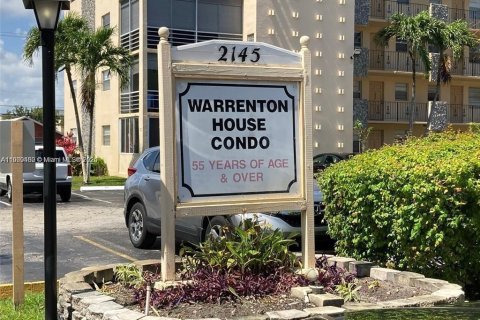 2145
WARRENTON
HOUSE
CONDO
55 YEARS OF AGE
& OVER